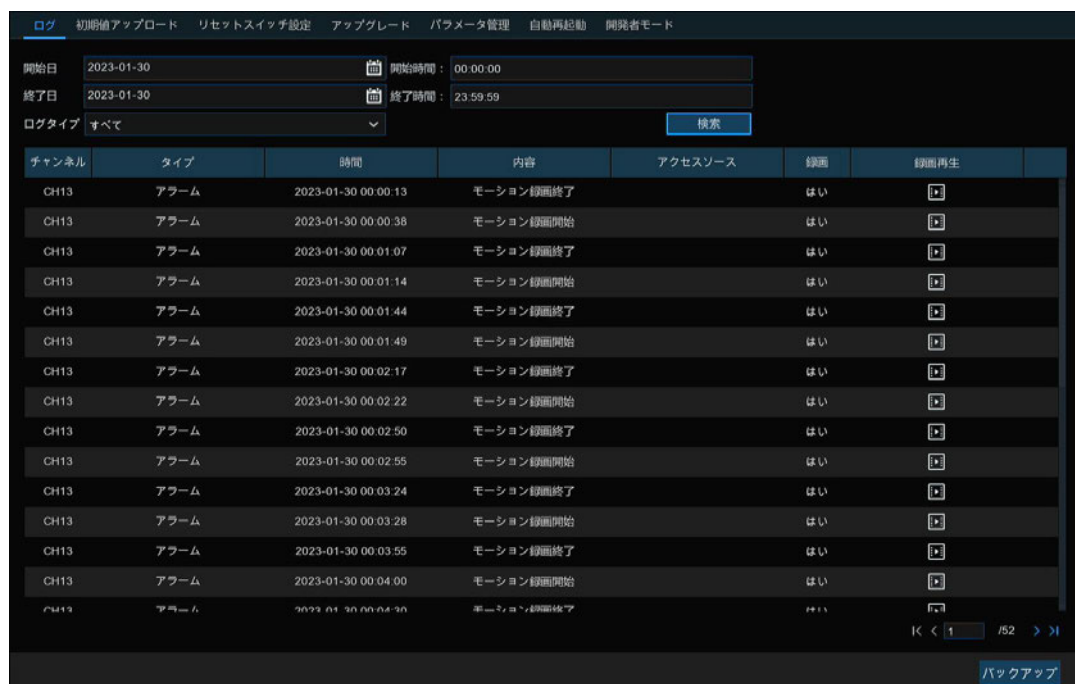 ログ 初期値アップロード リセットスイッチ設定 アップグレード パラメータ管理 自動再起動 開発者モード
開始日 2023-01-30 開始時間: 00:00:00
終了日 2023-01-30 終了時間: 23:59:59
ログタイプ すべて 検索
チャンネル タイプ 時間 内容 アクセスソース 録画 録画再生
CH13 アラーム 2023-01-30 00:00:13 モーション録画終了 はい
CH13 アラーム 2023-01-30 00:00:38 モーション録画開始 はい
CH13 アラーム 2023-01-30 00:01:07 モーション録画終了 はい
CH13 アラーム 2023-01-30 00:01:14 モーション録画開始 はい
CH13 アラーム 2023-01-30 00:01:44 モーション録画終了 はい
CH13 アラーム 2023-01-30 00:01:49 モーション録画開始 はい
CH13 アラーム 2023-01-30 00:02:17 モーション録画終了 はい
CH13 アラーム 2023-01-30 00:02:22 モーション録画開始 はい
CH13 アラーム 2023-01-30 00:02:50 モーション録画終了 はい
CH13 アラーム 2023-01-30 00:02:55 モーション録画開始 はい
CH13 アラーム 2023-01-30 00:03:24 モーション録画終了 はい
CH13 アラーム 2023-01-30 00:03:28 モーション録画開始 はい
CH13 アラーム 2023-01-30 00:03:55 モーション録画終了 はい
CH13 アラーム 2023-01-30 00:04:00 モーション録画開始 はい
CH13 アラーム 2023-01-30 00:04:30 モーション録画終了 はい
1 /52
バックアップ